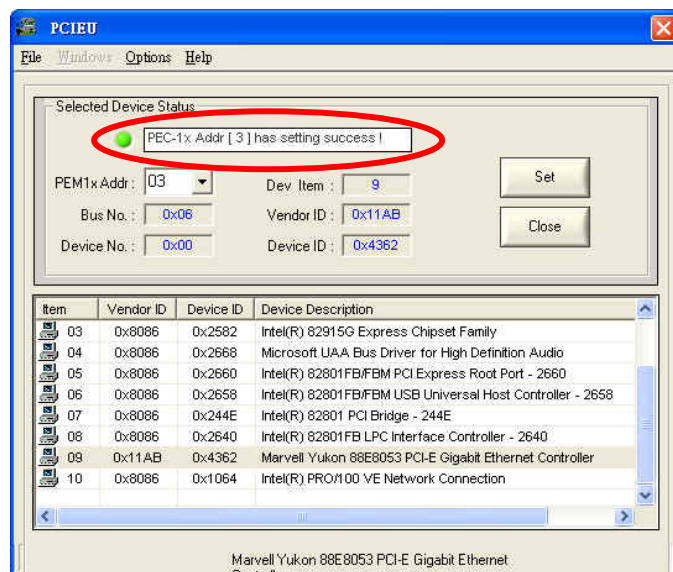 PCIEU
File Windows Options Help
Selected Device Status
PEC-1x Addr [ 3 ] has setting success !
PEM1x Addr : 03 Dev Item : 9 Set
Bus No. : 0x06 Vendor ID : 0x11AB Close
Device No. : 0x00 Device ID : 0x4362
Item Vendor ID Device ID Device Description
03 0x8086 0x2582 Intel(R) 82915G Express Chipset Family
04 0x8086 0x2668 Microsoft UAA Bus Driver for High Definition Audio
05 0x8086 0x2660 Intel(R) 82801FB/FBM PCI Express Root Port - 2660
06 0x8086 0x2658 Intel(R) 82801FB/FBM USB Universal Host Controller - 2658
07 0x8086 0x244E Intel(R) 82801 PCI Bridge - 244E
08 0x8086 0x2640 Intel(R) 82801FB LPC Interface Controller - 2640
09 0x11AB 0x4362 Marvell Yukon 88E8053 PCI-E Gigabit Ethernet Controller
10 0x8086 0x1064 Intel(R) PRO/100 VE Network Connection
Marvell Yukon 88E8053 PCI-E Gigabit Ethernet